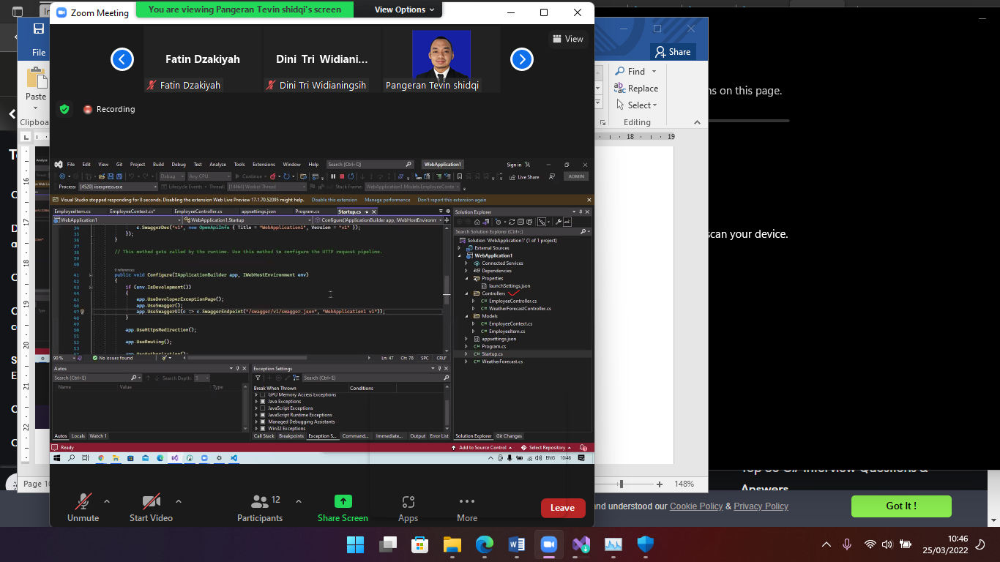 Zoom Meeting
You are viewing Pangeran Tevin shidqi's screen
View Options
File
Share
Paste
Clipboard
Find
Replace
Select
Editing
Fatin Dzakiyah
Dini Tri Widiani...
Fatin Dzakiyah
Dini Tri Widianingsih
Pangeran Tevin shidqi
View
Recording
ns on this page.
scan your device.
18
19
File Edit View Git Project Build Debug Test Analyze Tools Extensions Window Help Search (Ctrl+Q) WebApplication1 Sign in
Debug Any CPU Continue Live Share ADMIN
Process: [4520] iisexpress.exe Lifecycle Events Thread: [14464] Worker Thread Stack Frame: WebApplication1.Models.EmployeeConte
Visual Studio stopped responding for 8 seconds. Disabling the extension Web Live Preview 17.1.70.52095 might help. Disable this extension Manage performance Don't report this extension again
EmployeeItem.cs EmployeeContext.cs* EmployeeController.cs appsettings.json Program.cs Startup.cs
WebApplication1 WebApplication1.Startup Configure(IApplicationBuilder app, IWebHostEnvironm
34 c.SwaggerDoc("v1", new OpenApiInfo { Title = "WebApplication1", Version = "v1" });
35 });
36 }
37
38 // This method gets called by the runtime. Use this method to configure the HTTP request pipeline.
39
40
0 references
41 public void Configure(IApplicationBuilder app, IWebHostEnvironment env)
42 {
43 if (env.IsDevelopment())
44 {
45 app.UseDeveloperExceptionPage();
46 app.UseSwagger();
47 app.UseSwaggerUI(c => c.SwaggerEndpoint("/swagger/v1/swagger.json", "WebApplication1 v1"));
48 }
49
50 app.UseHttpsRedirection();
51
52 app.UseRouting();
53
90 % No issues found Ln: 47 Ch: 78 SPC CRLF
Solution Explorer
Search Solution Explorer (Ctrl+;)
Solution 'WebApplication1' (1 of 1 project)
External Sources
WebApplication1
Connected Services
Dependencies
Properties
launchSettings.json
Controllers
EmployeeController.cs
WeatherForecastController.cs
Models
EmployeeContext.cs
EmployeeItem.cs
appsettings.json
Program.cs
Startup.cs
WeatherForecast.cs
Autos
Search (Ctrl+E) Search Depth: 3
Name Value Type
Autos Locals Watch 1
Exception Settings
Search (Ctrl+E)
Break When Thrown Conditions
GPU Memory Access Exceptions
Java Exceptions
JavaScript Exceptions
JavaScript Runtime Exceptions
Managed Debugging Assistants
Win32 Exceptions
Call Stack Breakpoints Exception S... Command... Immediate... Output Error List
Solution Explorer Git Changes
Ready Add to Source Control Select Repository
ENG 10:46
16
17
18
19
20
21
22
148%
Unmute
Start Video
12
Participants
Share Screen
Apps
More
Leave
Answers
and understood our Cookie Policy & Privacy Policy
Got It !
10:46
25/03/2022